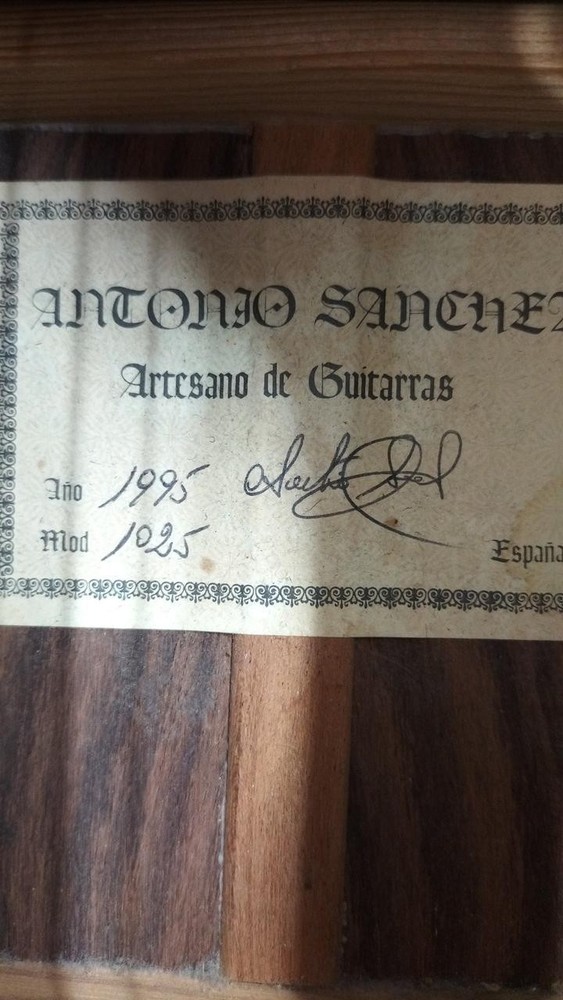 ANTONIO SANCHEZ
Artesano de Guitarras
Año 1995
Mod 1025
España